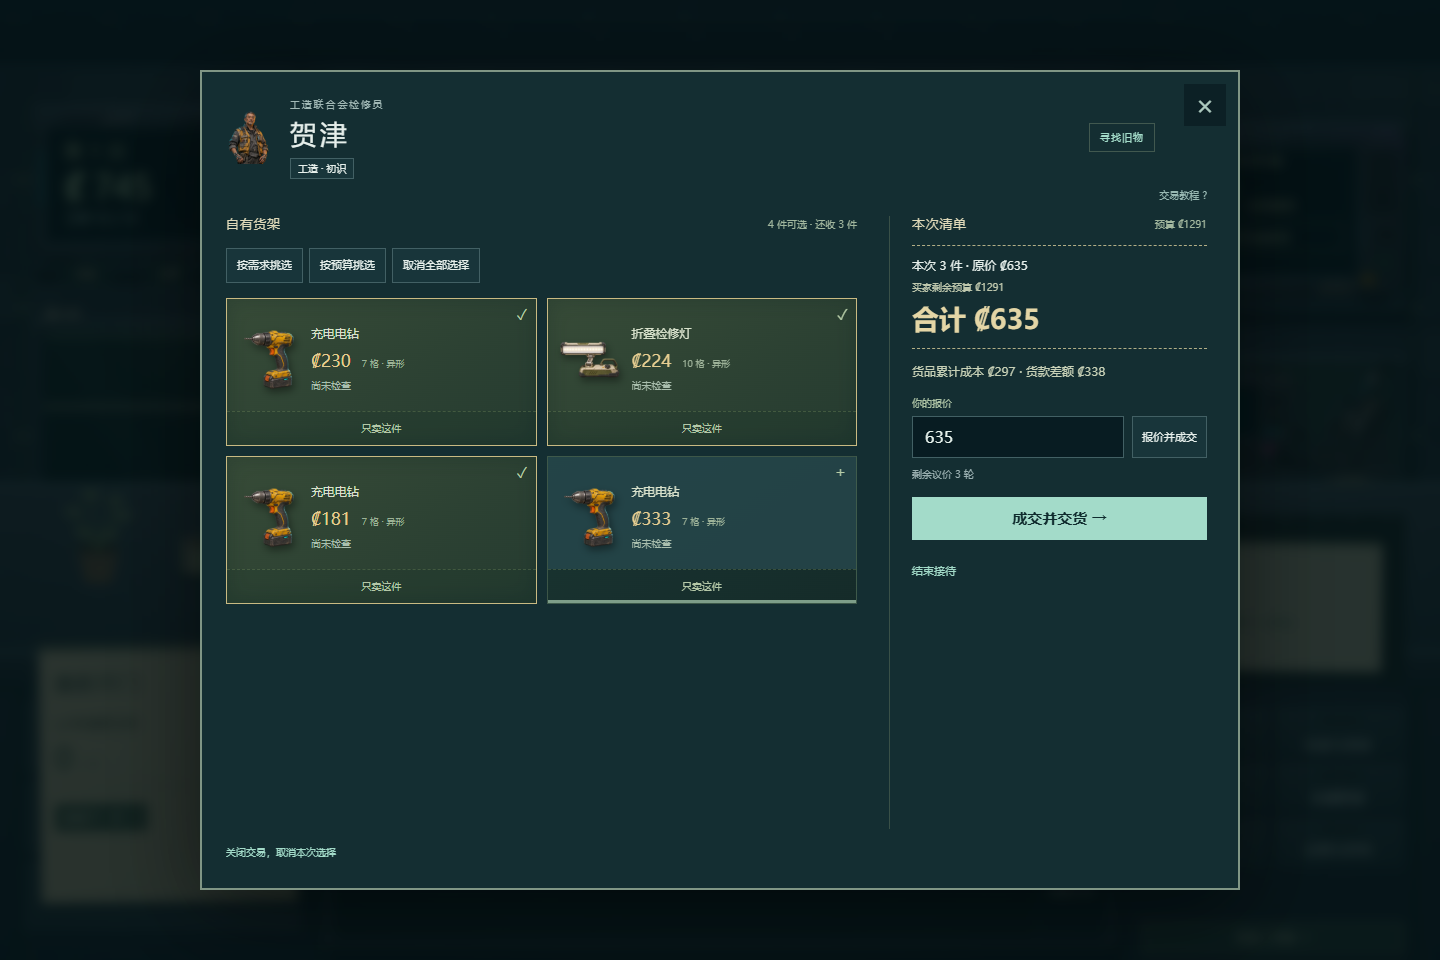 工造联合会检修员
贺津
工造 · 初识
寻找旧物
交易教程 ?
自有货架
4 件可选 · 还收 3 件
按需求挑选
按预算挑选
取消全部选择
充电电钻
₡230 7 格 · 异形
尚未检查
只卖这件
折叠检修灯
₡224 10 格 · 异形
尚未检查
只卖这件
充电电钻
₡181 7 格 · 异形
尚未检查
只卖这件
充电电钻
₡333 7 格 · 异形
尚未检查
只卖这件
本次清单
预算 ₡1291
本次 3 件 · 原价 ₡635
买家剩余预算 ₡1291
合计 ₡635
货品累计成本 ₡297 · 货款差额 ₡338
你的报价
635
报价并成交
剩余议价 3 轮
成交并交货 →
结束接待
关闭交易，取消本次选择